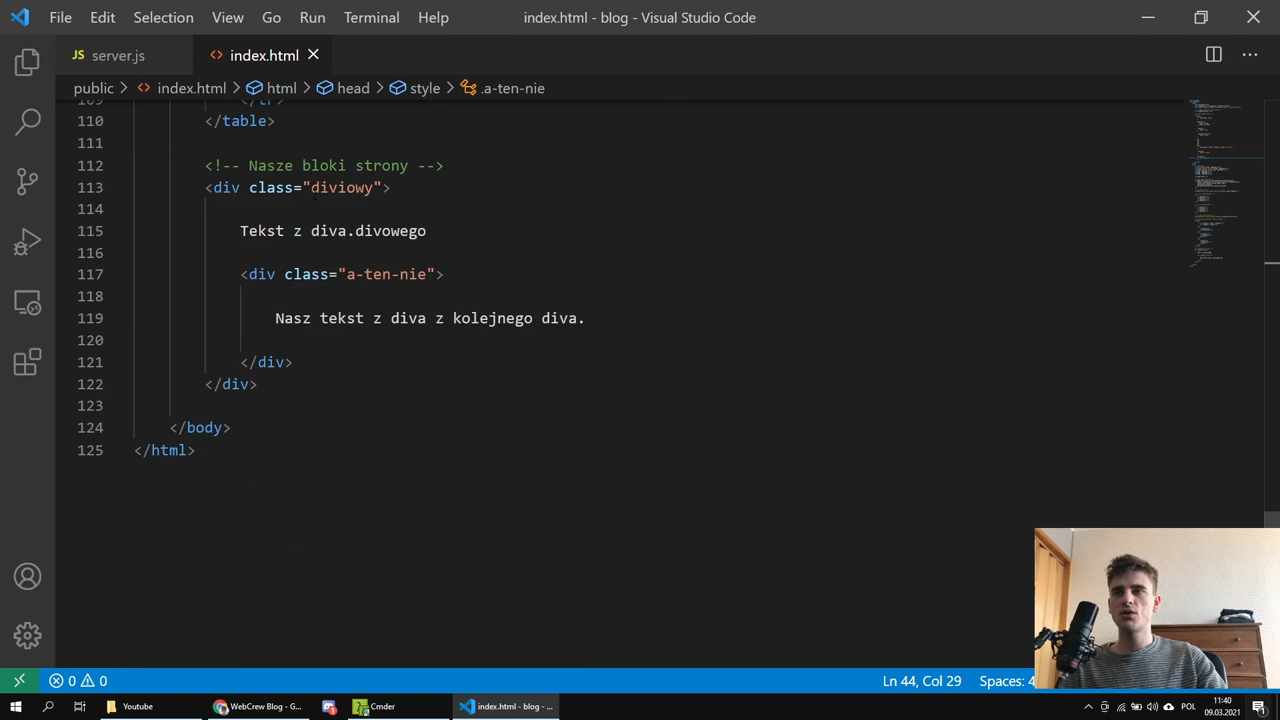 File Edit Selection View Go Run Terminal Help index.html - blog - Visual Studio Code
JS server.js <> index.html
public > <> index.html > html > head > style > .a-ten-nie
109 </tr>
110 </table>
111
112 <!-- Nasze bloki strony -->
113 <div class="diviowy">
114
115 Tekst z diva.divowego
116
117 <div class="a-ten-nie">
118
119 Nasz tekst z diva z kolejnego diva.
120
121 </div>
122 </div>
123
124 </body>
125 </html>
0 0 Ln 44, Col 29 Spaces: 4
Youtube WebCrew Blog - G... Cmder index.html - blog - ... POL 11:40
09.03.2021